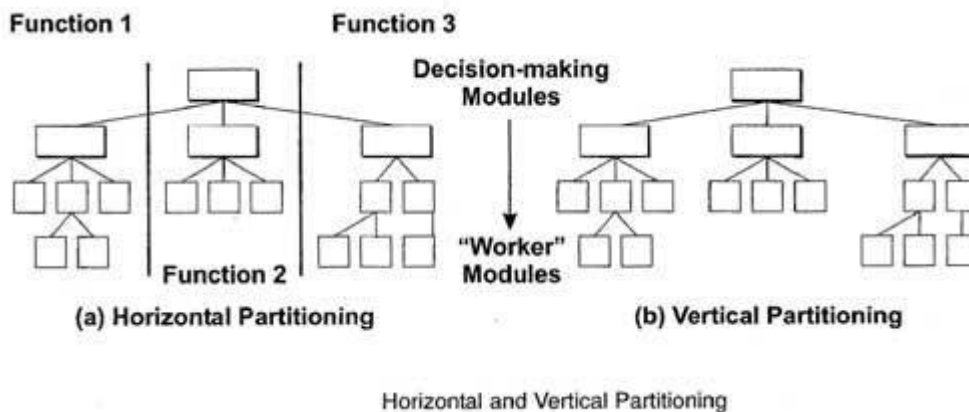 Function 1
Function 3
Decision-making
Modules
"Worker"
Modules
Function 2
(a) Horizontal Partitioning
(b) Vertical Partitioning
Horizontal and Vertical Partitioning